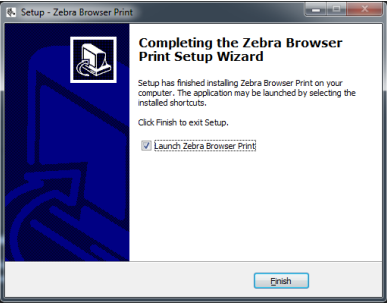 Setup - Zebra Browser Print
Completing the Zebra Browser
Print Setup Wizard
Setup has finished installing Zebra Browser Print on your
computer. The application may be launched by selecting the
installed shortcuts.
Click Finish to exit Setup.
Launch Zebra Browser Print
Finish